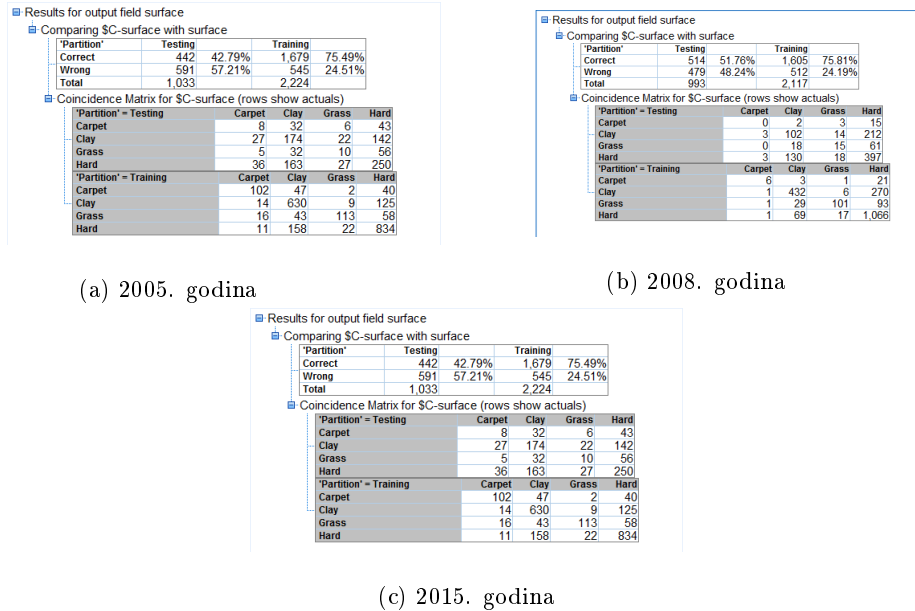 Results for output field surface
Comparing $C-surface with surface
'Partition' Testing Training
Correct 442 42.79% 1,679 75.49%
Wrong 591 57.21% 545 24.51%
Total 1,033 2,224
Coincidence Matrix for $C-surface (rows show actuals)
'Partition' = Testing Carpet Clay Grass Hard
Carpet 8 32 6 43
Clay 27 174 22 142
Grass 5 32 10 56
Hard 36 163 27 250
'Partition' = Training Carpet Clay Grass Hard
Carpet 102 47 2 40
Clay 14 630 9 125
Grass 16 43 113 58
Hard 11 158 22 834
(a) 2005. godina
Results for output field surface
Comparing $C-surface with surface
'Partition' Testing Training
Correct 514 51.76% 1,605 75.81%
Wrong 479 48.24% 512 24.19%
Total 993 2,117
Coincidence Matrix for $C-surface (rows show actuals)
'Partition' = Testing Carpet Clay Grass Hard
Carpet 0 2 3 15
Clay 3 102 14 212
Grass 0 18 15 61
Hard 3 130 18 397
'Partition' = Training Carpet Clay Grass Hard
Carpet 6 3 1 21
Clay 1 432 6 270
Grass 1 29 101 93
Hard 1 69 17 1,066
(b) 2008. godina
Results for output field surface
Comparing $C-surface with surface
'Partition' Testing Training
Correct 442 42.79% 1,679 75.49%
Wrong 591 57.21% 545 24.51%
Total 1,033 2,224
Coincidence Matrix for $C-surface (rows show actuals)
'Partition' = Testing Carpet Clay Grass Hard
Carpet 8 32 6 43
Clay 27 174 22 142
Grass 5 32 10 56
Hard 36 163 27 250
'Partition' = Training Carpet Clay Grass Hard
Carpet 102 47 2 40
Clay 14 630 9 125
Grass 16 43 113 58
Hard 11 158 22 834
(c) 2015. godina